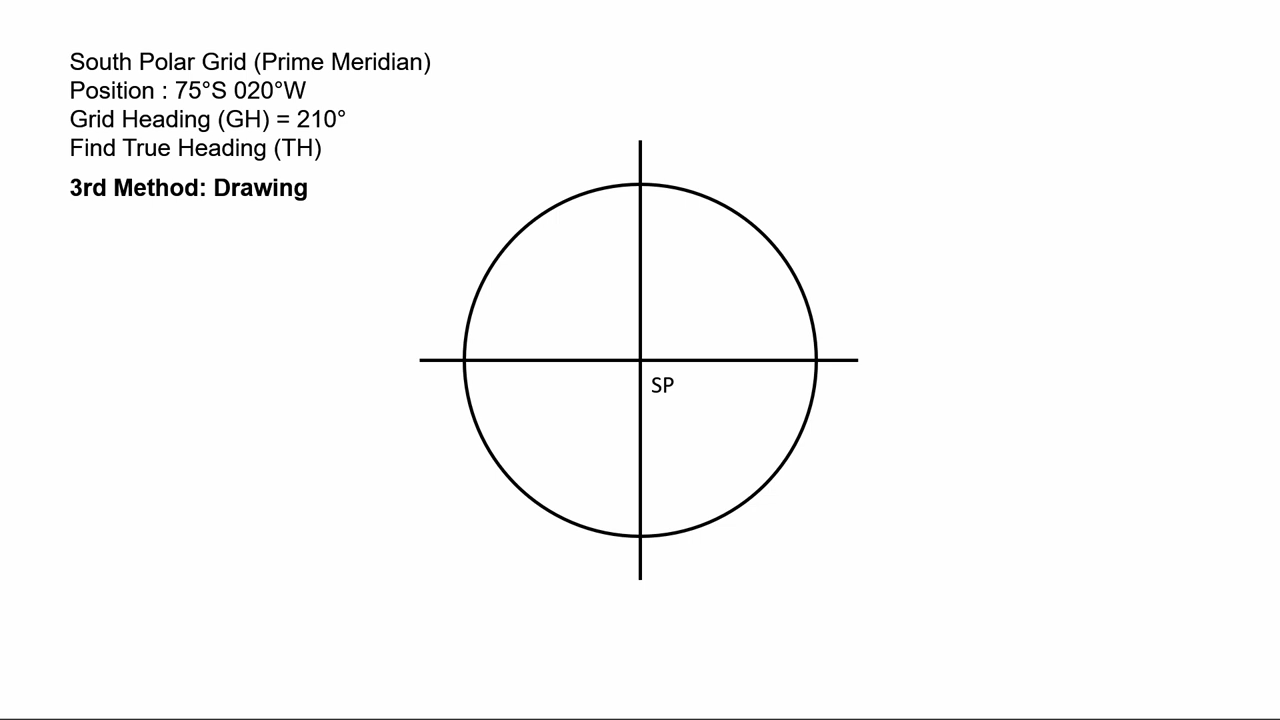 South Polar Grid (Prime Meridian)
Position : 75°S 020°W
Grid Heading (GH) = 210°
Find True Heading (TH)
3rd Method: Drawing
SP